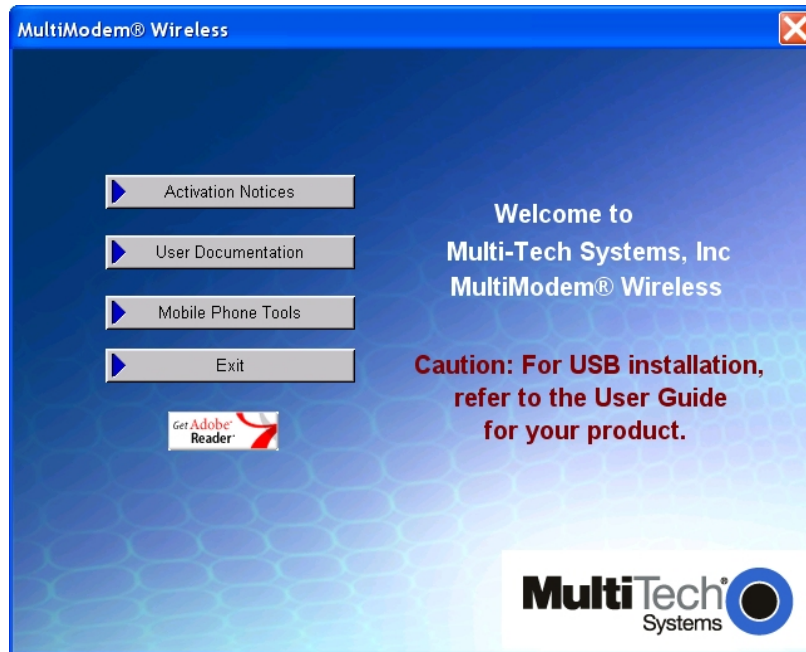 MultiModem® Wireless
Activation Notices
User Documentation
Mobile Phone Tools
Exit
Get Adobe®
Reader®
Welcome to
Multi-Tech Systems, Inc
MultiModem® Wireless
Caution: For USB installation,
refer to the User Guide
for your product.
MultiTech®
Systems